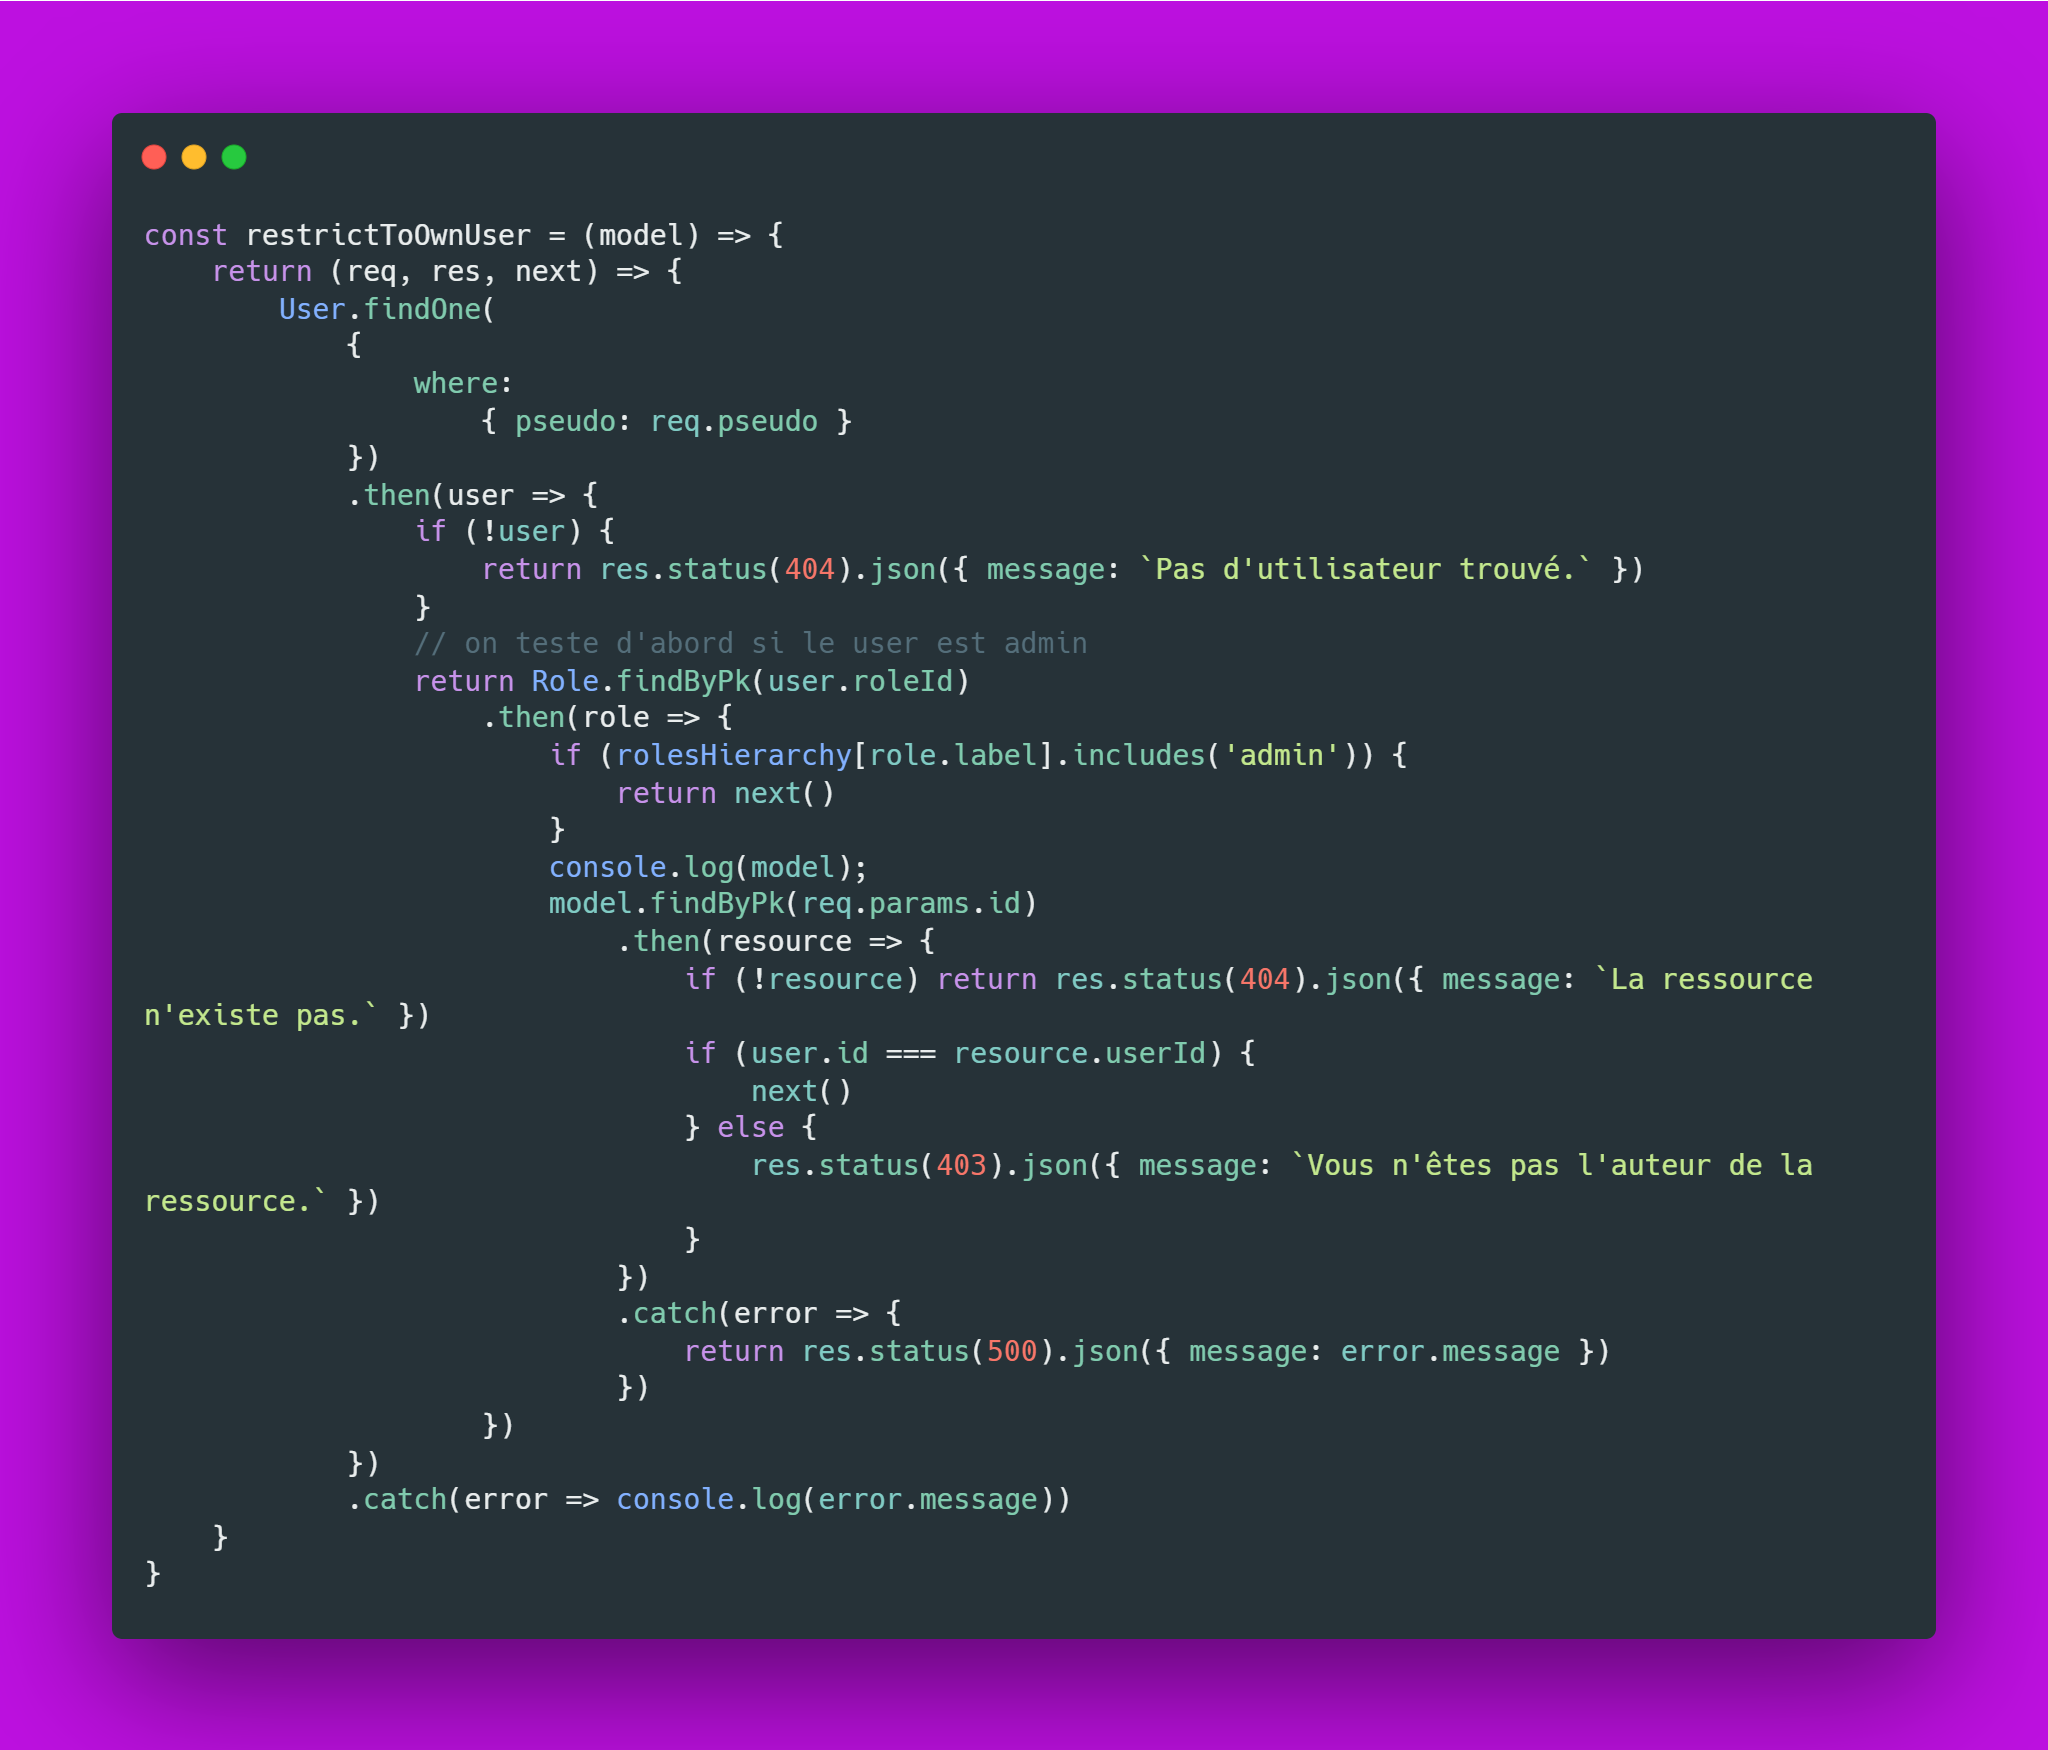 const restrictToOwnUser = (model) => {
    return (req, res, next) => {
        User.findOne(
            {
                where:
                    { pseudo: req.pseudo }
            })
            .then(user => {
                if (!user) {
                    return res.status(404).json({ message: `Pas d'utilisateur trouvé.` })
                }
                // on teste d'abord si le user est admin
                return Role.findByPk(user.roleId)
                    .then(role => {
                        if (rolesHierarchy[role.label].includes('admin')) {
                            return next()
                        }
                        console.log(model);
                        model.findByPk(req.params.id)
                            .then(resource => {
                                if (!resource) return res.status(404).json({ message: `La ressource
n'existe pas.` })
                                if (user.id === resource.userId) {
                                    next()
                                } else {
                                    res.status(403).json({ message: `Vous n'êtes pas l'auteur de la
ressource.` })
                                }
                            })
                            .catch(error => {
                                return res.status(500).json({ message: error.message })
                            })
                    })
            })
            .catch(error => console.log(error.message))
    }
}